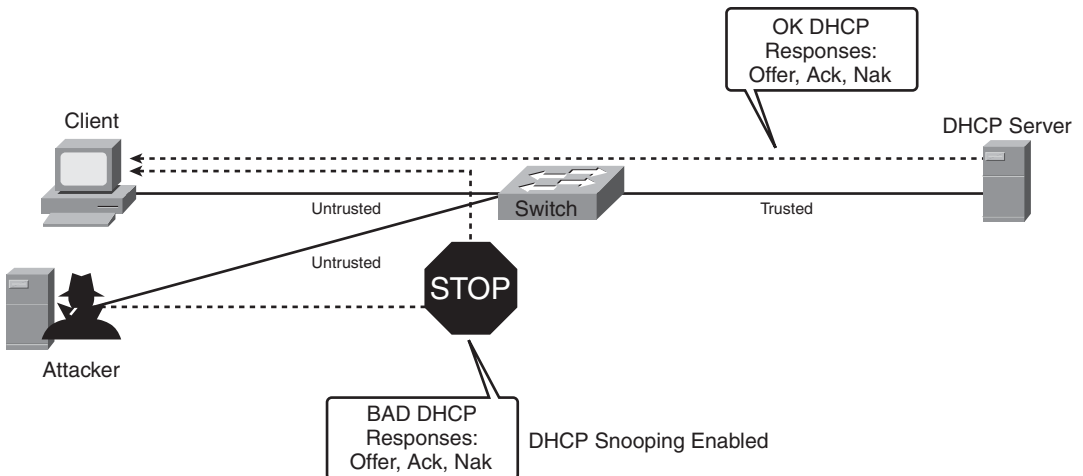 OK DHCP
Responses:
Offer, Ack, Nak
Client
DHCP Server
Switch
Untrusted
Trusted
Untrusted
STOP
Attacker
BAD DHCP
Responses:
Offer, Ack, Nak
DHCP Snooping Enabled